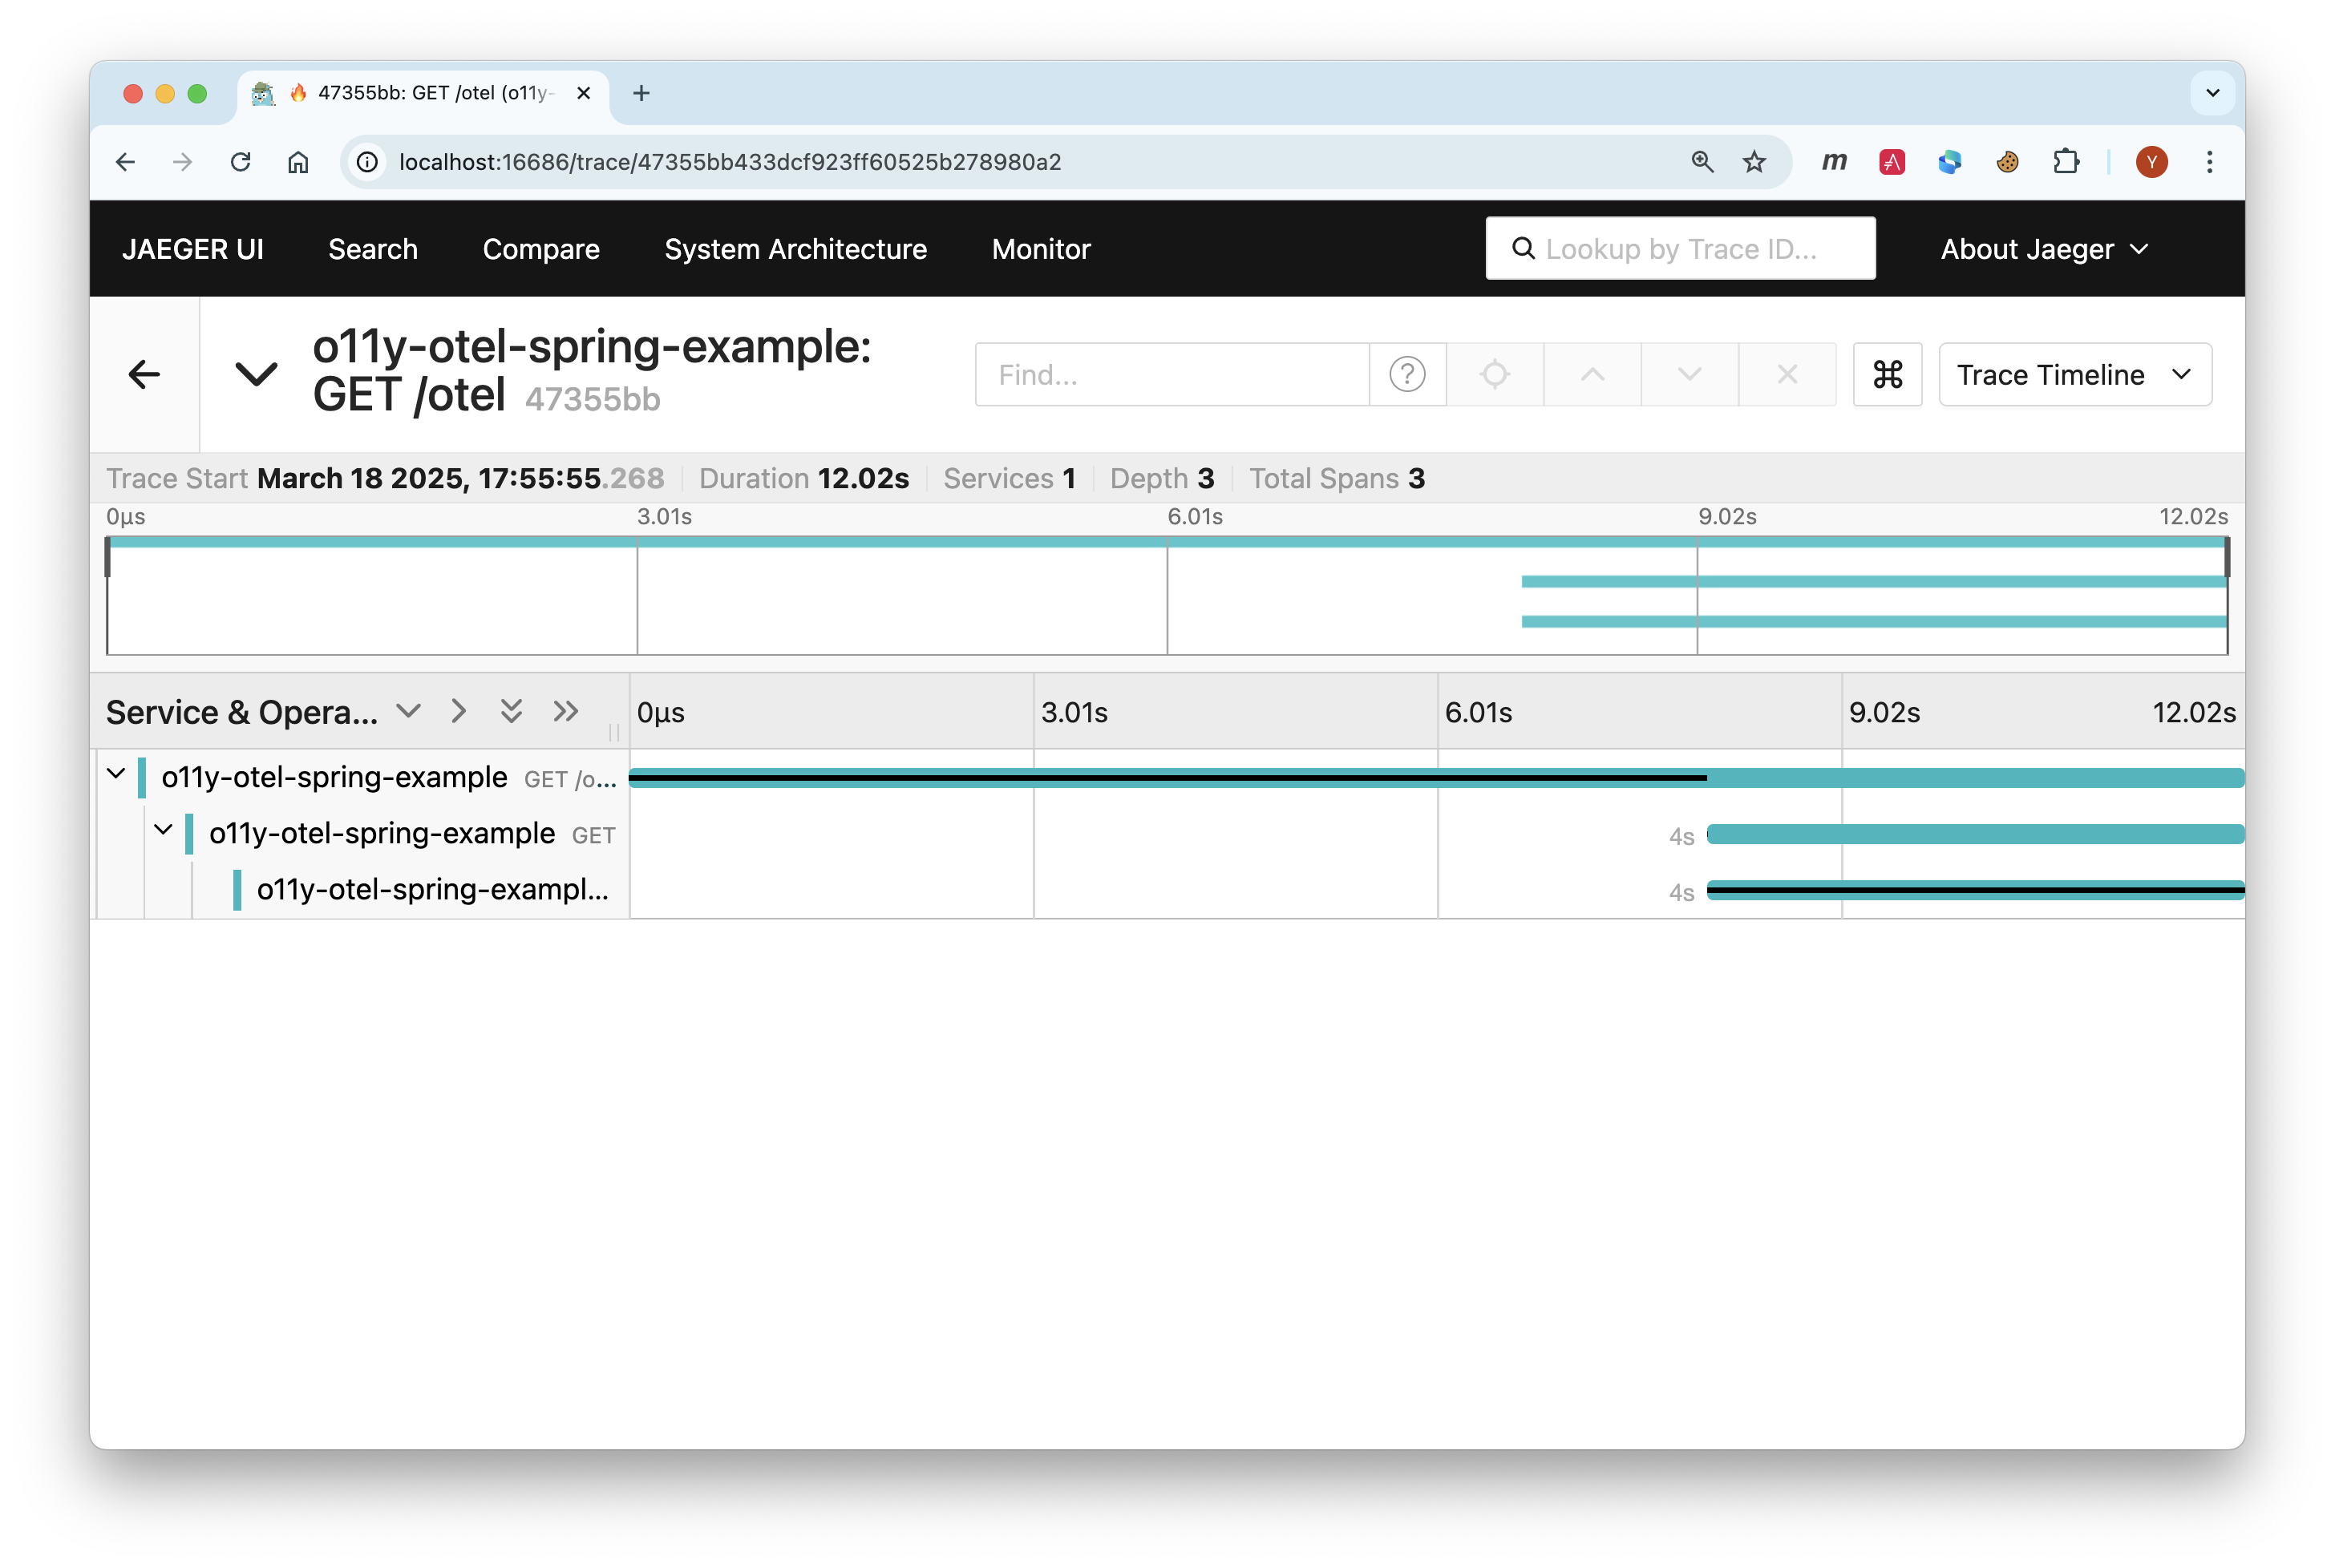 47355bb: GET /otel (o11y-
localhost:16686/trace/47355bb433dcf923ff60525b278980a2
m
Y
JAEGER UI Search Compare System Architecture Monitor Lookup by Trace ID... About Jaeger
o11y-otel-spring-example:
GET /otel 47355bb
Find... ? ⌘ Trace Timeline
Trace Start March 18 2025, 17:55:55.268 Duration 12.02s Services 1 Depth 3 Total Spans 3
0μs 3.01s 6.01s 9.02s 12.02s
Service & Opera... 0μs 3.01s 6.01s 9.02s 12.02s
o11y-otel-spring-example GET /o...
o11y-otel-spring-example GET 4s
o11y-otel-spring-exampl... 4s